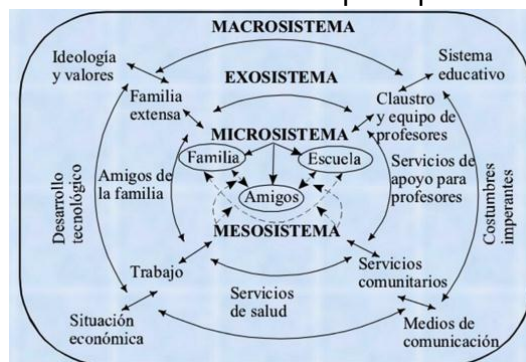 MACROSISTEMA
Ideología
y valores
Sistema
educativo
EXOSISTEMA
Familia
extensa
Claustro
y equipo de
profesores
MICROSISTEMA
Familia
Escuela
Amigos de
la familia
Servicios de
apoyo para
profesores
Amigos
Desarrollo
tecnológico
Costumbres
imperantes
MESOSISTEMA
Trabajo
Servicios
comunitarios
Servicios
de salud
Situación
económica
Medios de
comunicación